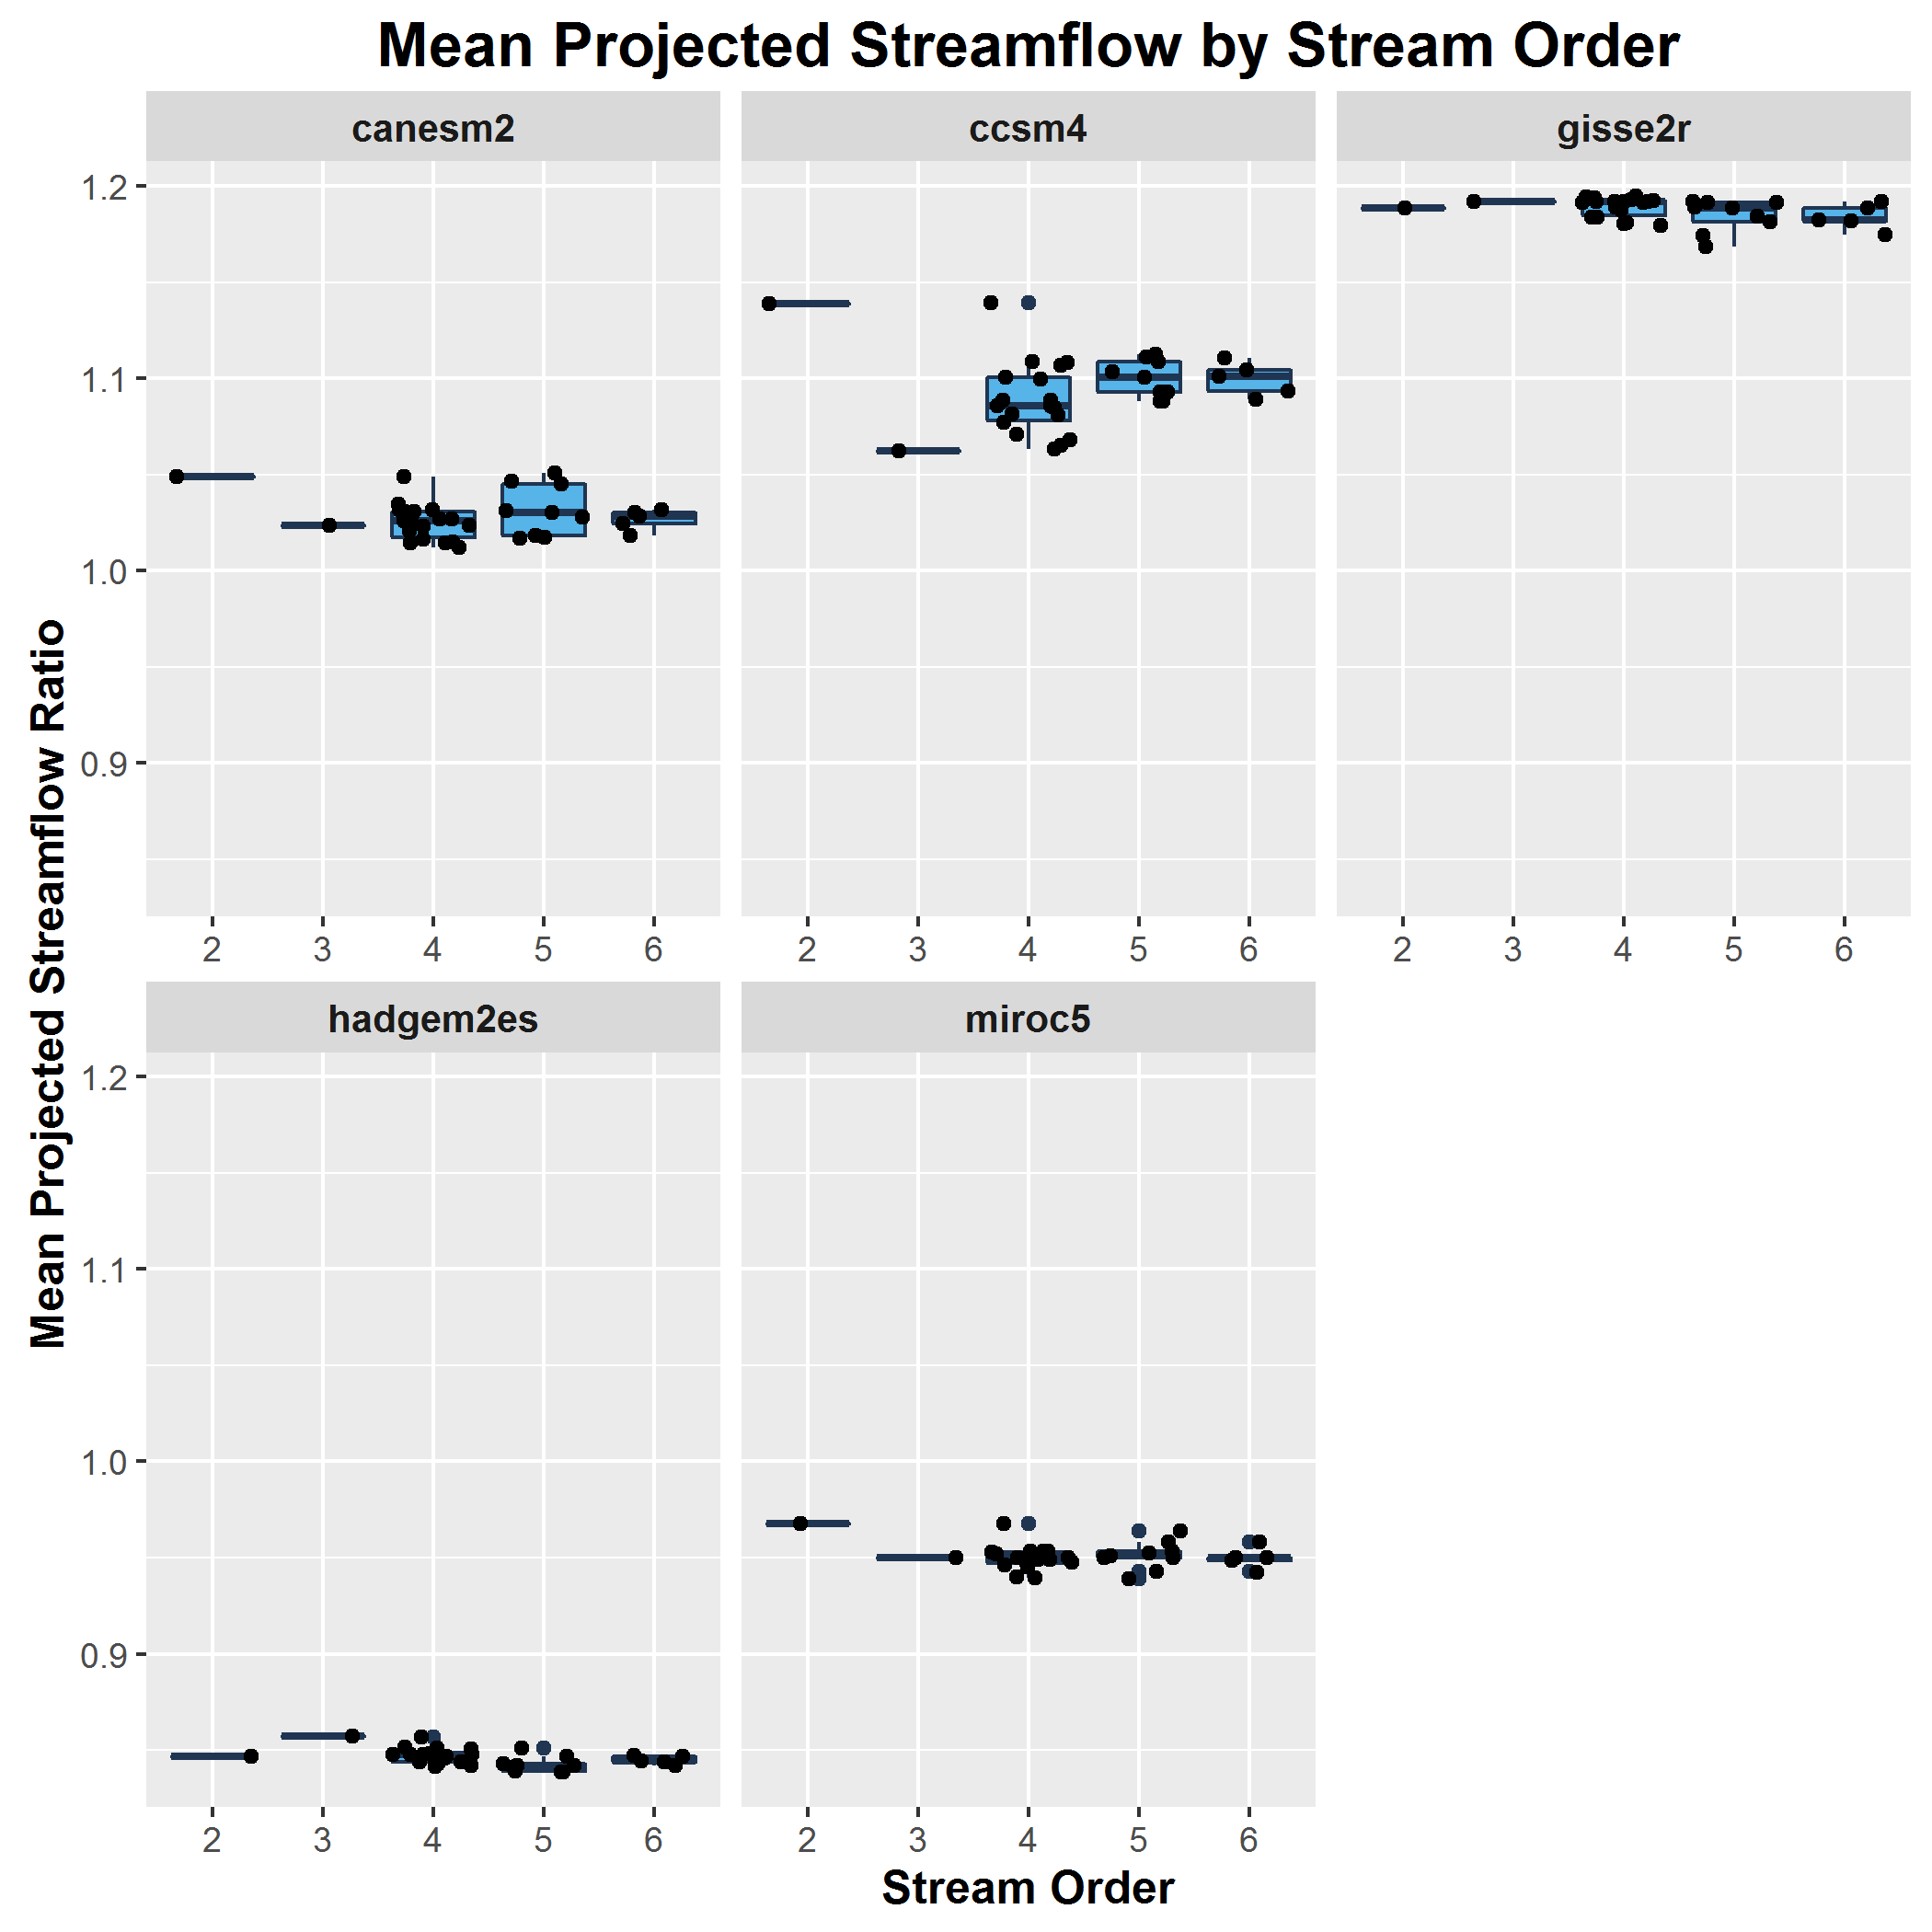 Mean Projected Streamflow by Stream Order
canesm2 ccsm4 gisse2r
1.2
1.1
1.0
0.9
2 3 4 5 6 2 3 4 5 6 2 3 4 5 6
Mean Projected Streamflow Ratio
hadgem2es miroc5
1.2
1.1
1.0
0.9
2 3 4 5 6 2 3 4 5 6
Stream Order